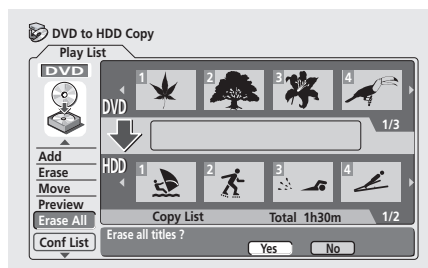 DVD to HDD Copy
Play List
DVD
1 2 3 4
DVD
1/3
Add
Erase
Move
Preview
Erase All
Conf List
HDD
1 2 3 4
Copy List Total 1h30m 1/2
Erase all titles ?
Yes No